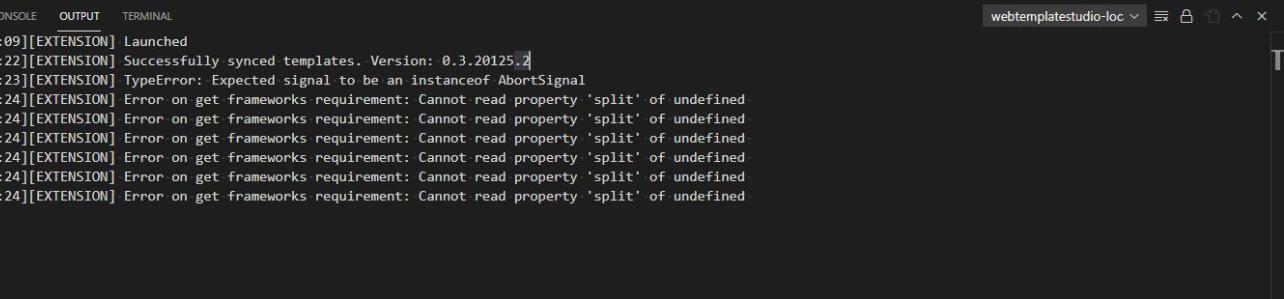 ONSOLE OUTPUT TERMINAL webtemplatestudio-loc
:09][EXTENSION] Launched
:22][EXTENSION] Successfully synced templates. Version: 0.3.20125.2
:23][EXTENSION] TypeError: Expected signal to be an instanceof AbortSignal
:24][EXTENSION] Error on get frameworks requirement: Cannot read property 'split' of undefined
:24][EXTENSION] Error on get frameworks requirement: Cannot read property 'split' of undefined
:24][EXTENSION] Error on get frameworks requirement: Cannot read property 'split' of undefined
:24][EXTENSION] Error on get frameworks requirement: Cannot read property 'split' of undefined
:24][EXTENSION] Error on get frameworks requirement: Cannot read property 'split' of undefined
:24][EXTENSION] Error on get frameworks requirement: Cannot read property 'split' of undefined